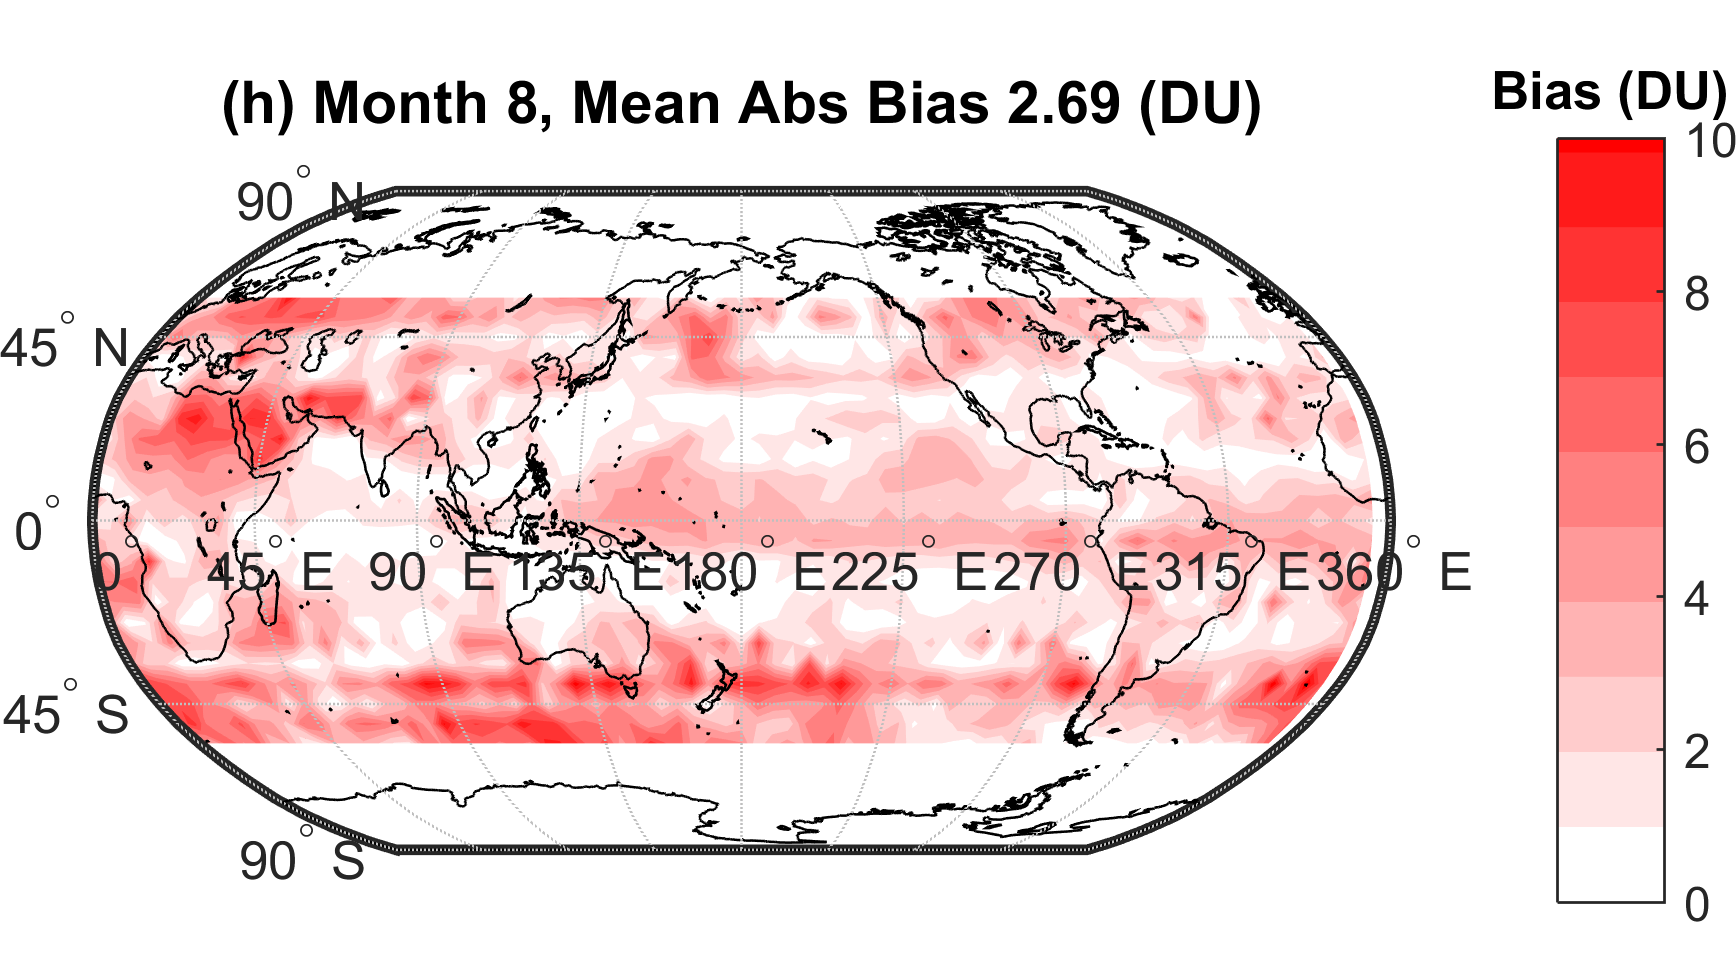 (h) Month 8, Mean Abs Bias 2.69 (DU)
Bias (DU)
10
8
6
4
2
0
90° N
45° N
0°
45° S
90° S
0° 45° E 90° E 135° E 180° E 225° E 270° E 315° E 360° E